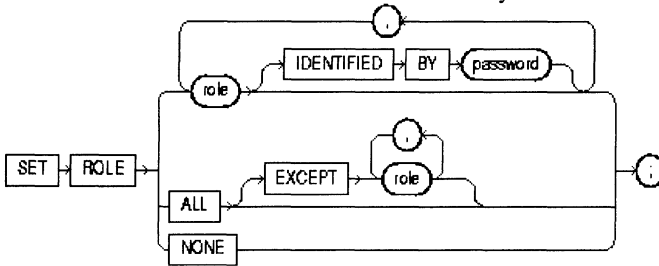 ,
IDENTIFIED BY password
role
,
SET ROLE EXCEPT role ;
ALL
NONE